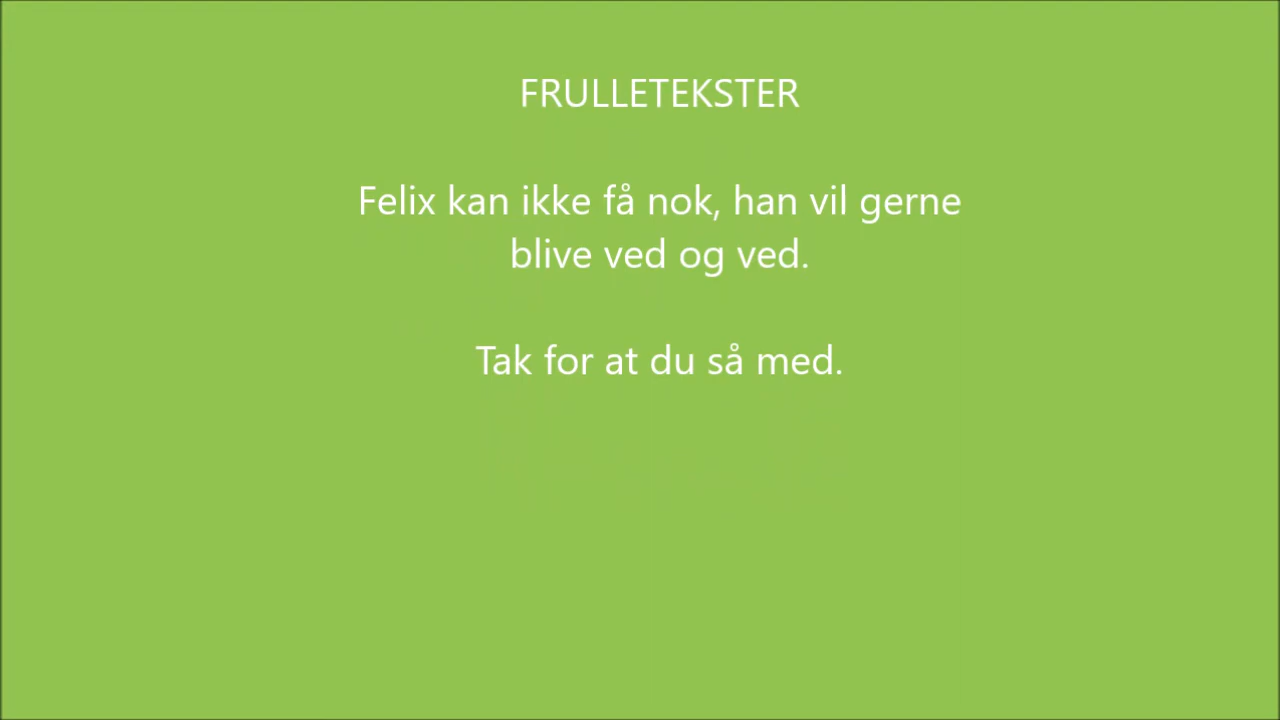 FRULLETEKSTER
Felix kan ikke få nok, han vil gerne
blive ved og ved.
Tak for at du så med.